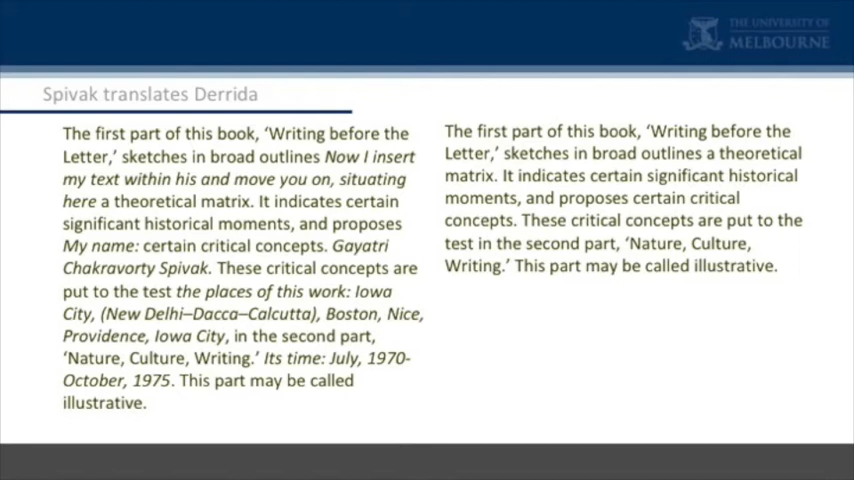 THE UNIVERSITY OF
MELBOURNE
Spivak translates Derrida
The first part of this book, ‘Writing before the
Letter,’ sketches in broad outlines Now I insert
my text within his and move you on, situating
here a theoretical matrix. It indicates certain
significant historical moments, and proposes
My name: certain critical concepts. Gayatri
Chakravorty Spivak. These critical concepts are
put to the test the places of this work: Iowa
City, (New Delhi–Dacca–Calcutta), Boston, Nice,
Providence, Iowa City, in the second part,
‘Nature, Culture, Writing.’ Its time: July, 1970-
October, 1975. This part may be called
illustrative.
The first part of this book, ‘Writing before the
Letter,’ sketches in broad outlines a theoretical
matrix. It indicates certain significant historical
moments, and proposes certain critical
concepts. These critical concepts are put to the
test in the second part, ‘Nature, Culture,
Writing.’ This part may be called illustrative.